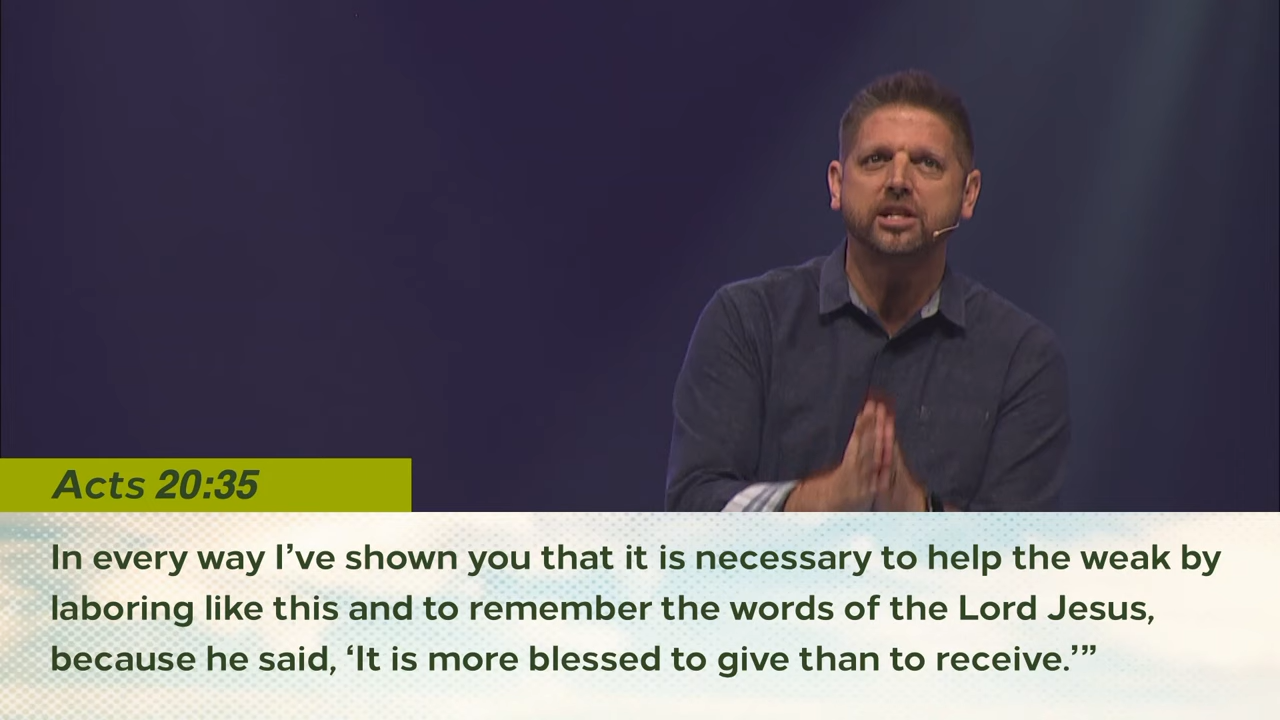 Acts 20:35
In every way I’ve shown you that it is necessary to help the weak by
laboring like this and to remember the words of the Lord Jesus,
because he said, ‘It is more blessed to give than to receive.’”